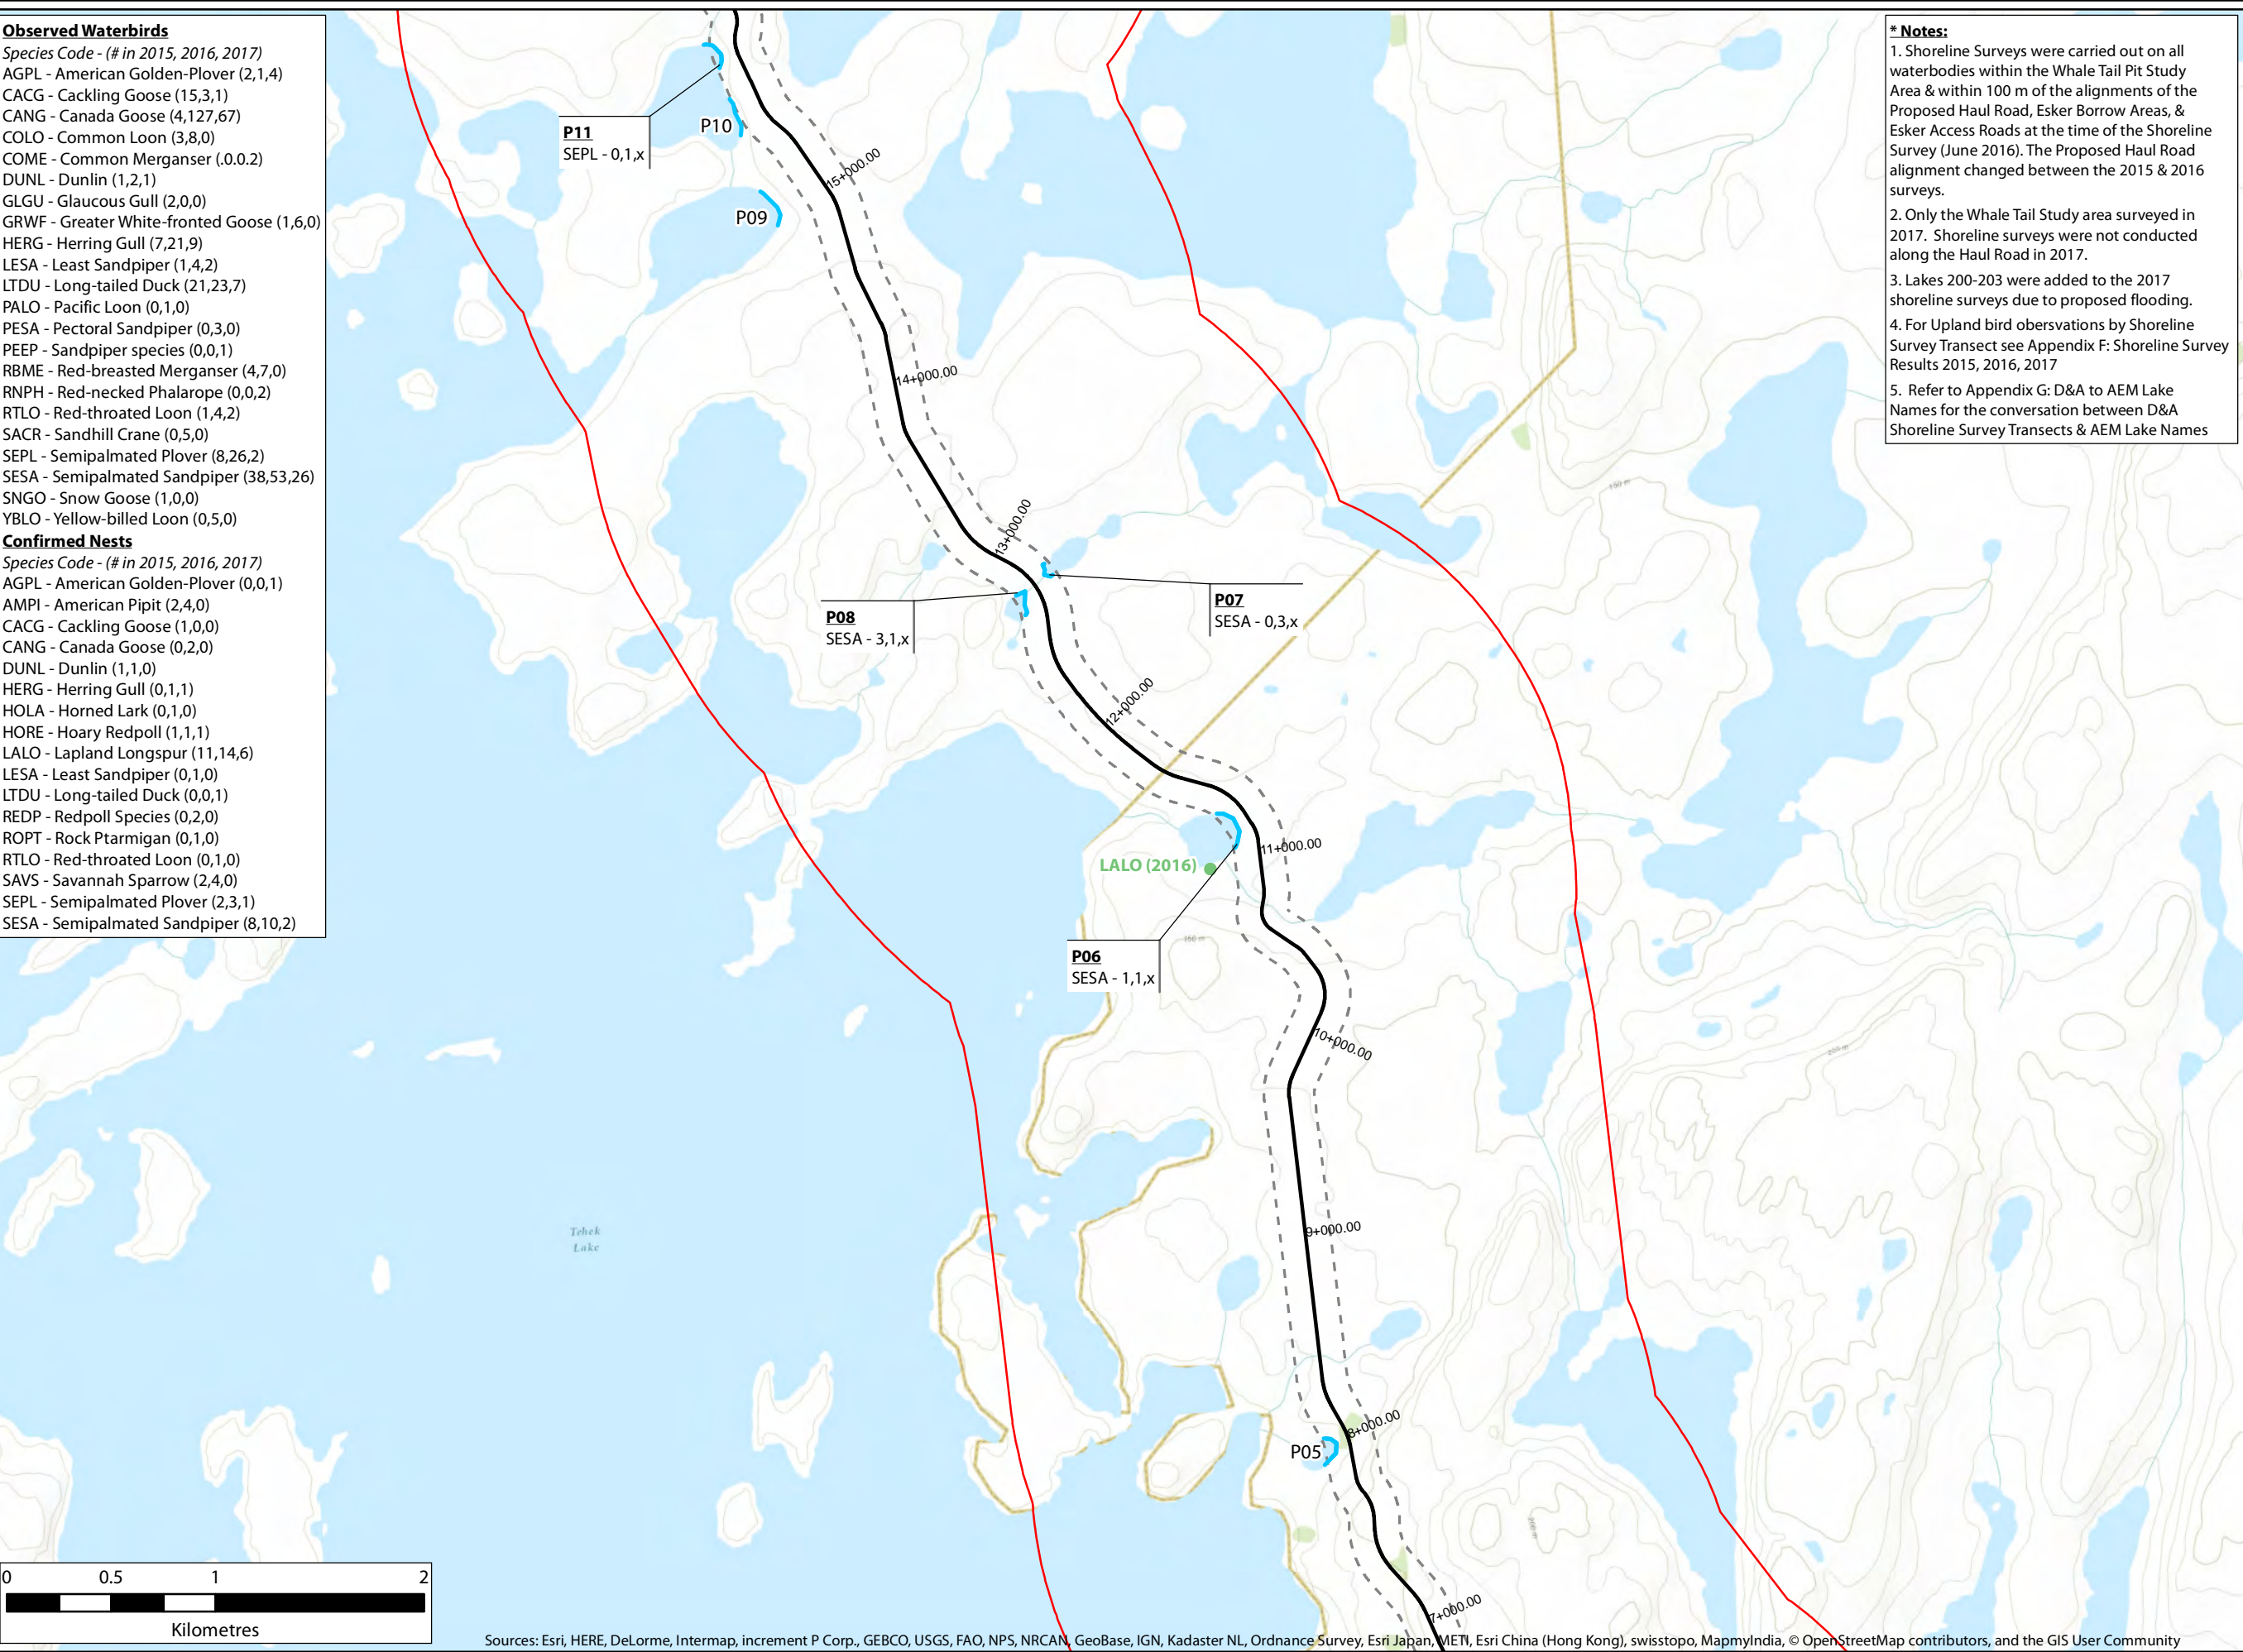 Observed Waterbirds
Species Code - (# in 2015, 2016, 2017)
AGPL - American Golden-Plover (2,1,4)
CACG - Cackling Goose (15,3,1)
CANG - Canada Goose (4,127,67)
COLO - Common Loon (3,8,0)
COME - Common Merganser (.0.0.2)
DUNL - Dunlin (1,2,1)
GLGU - Glaucous Gull (2,0,0)
GRWF - Greater White-fronted Goose (1,6,0)
HERG - Herring Gull (7,21,9)
LESA - Least Sandpiper (1,4,2)
LTDU - Long-tailed Duck (21,23,7)
PALO - Pacific Loon (0,1,0)
PESA - Pectoral Sandpiper (0,3,0)
PEEP - Sandpiper species (0,0,1)
RBME - Red-breasted Merganser (4,7,0)
RNPH - Red-necked Phalarope (0,0,2)
RTLO - Red-throated Loon (1,4,2)
SACR - Sandhill Crane (0,5,0)
SEPL - Semipalmated Plover (8,26,2)
SESA - Semipalmated Sandpiper (38,53,26)
SNGO - Snow Goose (1,0,0)
YBLO - Yellow-billed Loon (0,5,0)
Confirmed Nests
Species Code - (# in 2015, 2016, 2017)
AGPL - American Golden-Plover (0,0,1)
AMPI - American Pipit (2,4,0)
CACG - Cackling Goose (1,0,0)
CANG - Canada Goose (0,2,0)
DUNL - Dunlin (1,1,0)
HERG - Herring Gull (0,1,1)
HOLA - Horned Lark (0,1,0)
HORE - Hoary Redpoll (1,1,1)
LALO - Lapland Longspur (11,14,6)
LESA - Least Sandpiper (0,1,0)
LTDU - Long-tailed Duck (0,0,1)
REDP - Redpoll Species (0,2,0)
ROPT - Rock Ptarmigan (0,1,0)
RTLO - Red-throated Loon (0,1,0)
SAVS - Savannah Sparrow (2,4,0)
SEPL - Semipalmated Plover (2,3,1)
SESA - Semipalmated Sandpiper (8,10,2)
* Notes:
1. Shoreline Surveys were carried out on all
waterbodies within the Whale Tail Pit Study
Area & within 100 m of the alignments of the
Proposed Haul Road, Esker Borrow Areas, &
Esker Access Roads at the time of the Shoreline
Survey (June 2016). The Proposed Haul Road
alignment changed between the 2015 & 2016
surveys.
2. Only the Whale Tail Study area surveyed in
2017. Shoreline surveys were not conducted
along the Haul Road in 2017.
3. Lakes 200-203 were added to the 2017
shoreline surveys due to proposed flooding.
4. For Upland bird obersvations by Shoreline
Survey Transect see Appendix F: Shoreline Survey
Results 2015, 2016, 2017
5. Refer to Appendix G: D&A to AEM Lake
Names for the conversation between D&A
Shoreline Survey Transects & AEM Lake Names
P11
SEPL - 0,1,x
P10
15+000.00
P09
14+000.00
150 m
13+000.00
P08
SESA - 3,1,x
P07
SESA - 0,3,x
12+000.00
11+000.00
LALO (2016)
150 m
P06
SESA - 1,1,x
10+000.00
200 m
9+000.00
Tehek
Lake
8+000.00
P05
200 m
7+000.00
0 0.5 1 2
Kilometres
Sources: Esri, HERE, DeLorme, Intermap, increment P Corp., GEBCO, USGS, FAO, NPS, NRCAN, GeoBase, IGN, Kadaster NL, Ordnance Survey, Esri Japan, METI, Esri China (Hong Kong), swisstopo, MapmyIndia, © OpenStreetMap contributors, and the GIS User Community